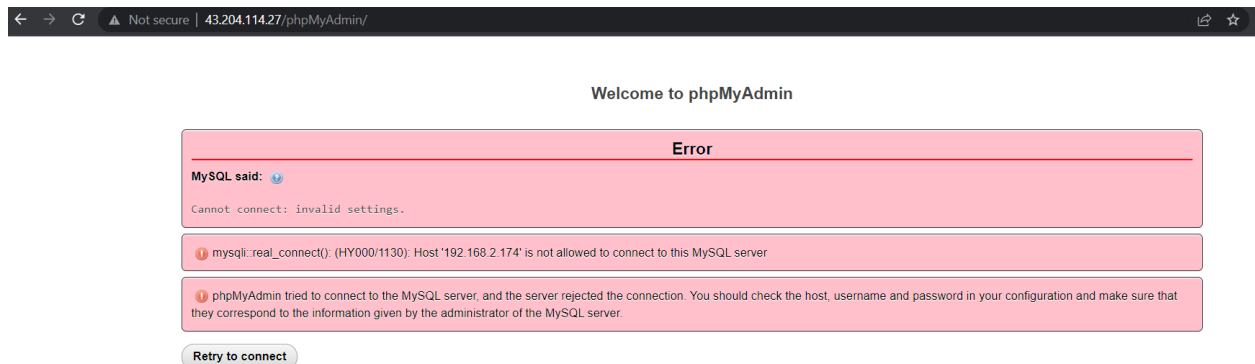 Not secure | 43.204.114.27/phpMyAdmin/
Welcome to phpMyAdmin
Error
MySQL said:
Cannot connect: invalid settings.
mysqli::real_connect(): (HY000/1130): Host '192.168.2.174' is not allowed to connect to this MySQL server
phpMyAdmin tried to connect to the MySQL server, and the server rejected the connection. You should check the host, username and password in your configuration and make sure that
they correspond to the information given by the administrator of the MySQL server.
Retry to connect